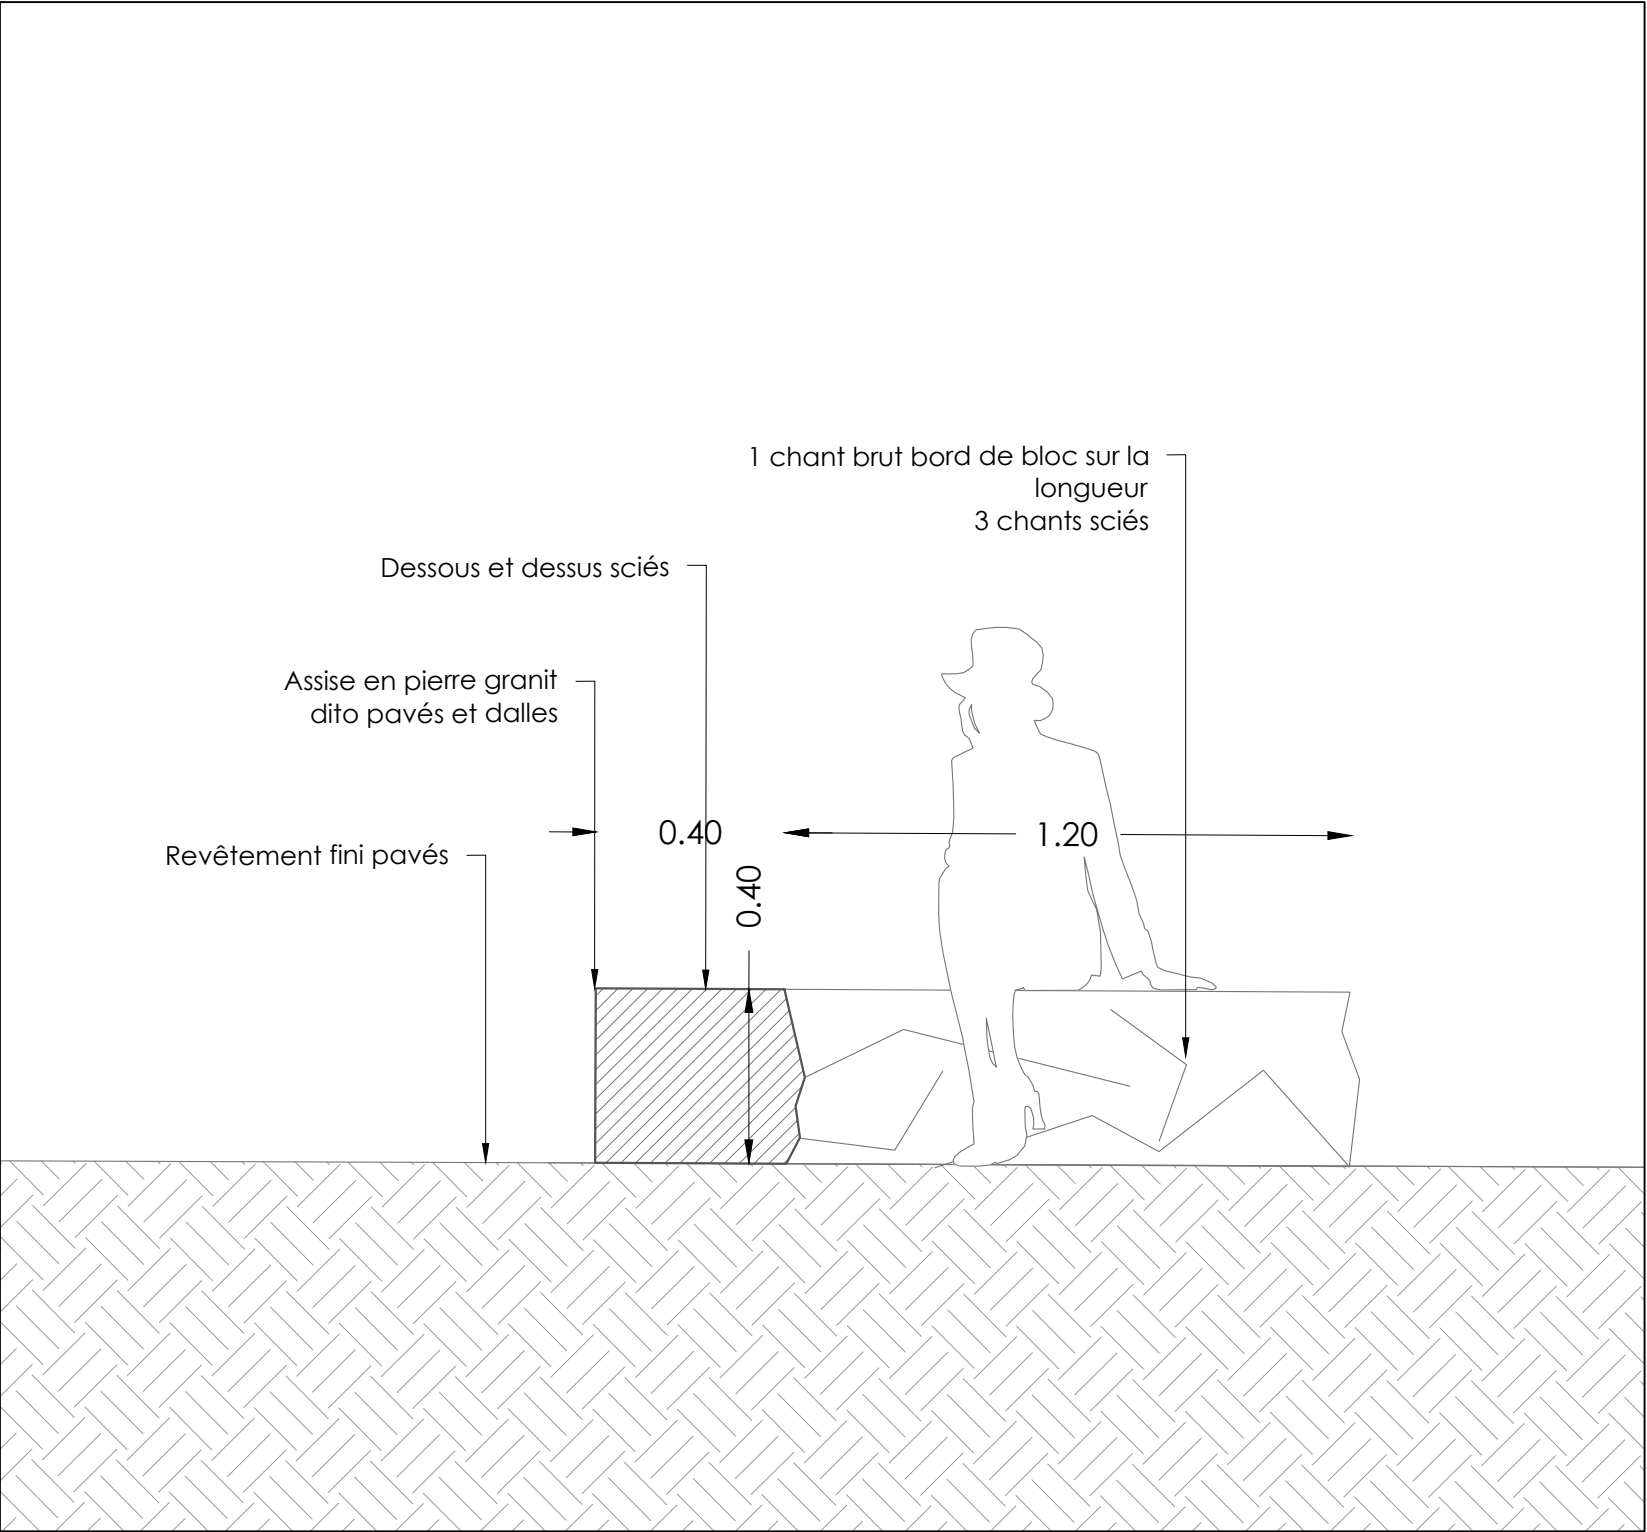 1 chant brut bord de bloc sur la
longueur
3 chants sciés
Dessous et dessus sciés
Assise en pierre granit
dito pavés et dalles
0.40
1.20
Revêtement fini pavés
0.40